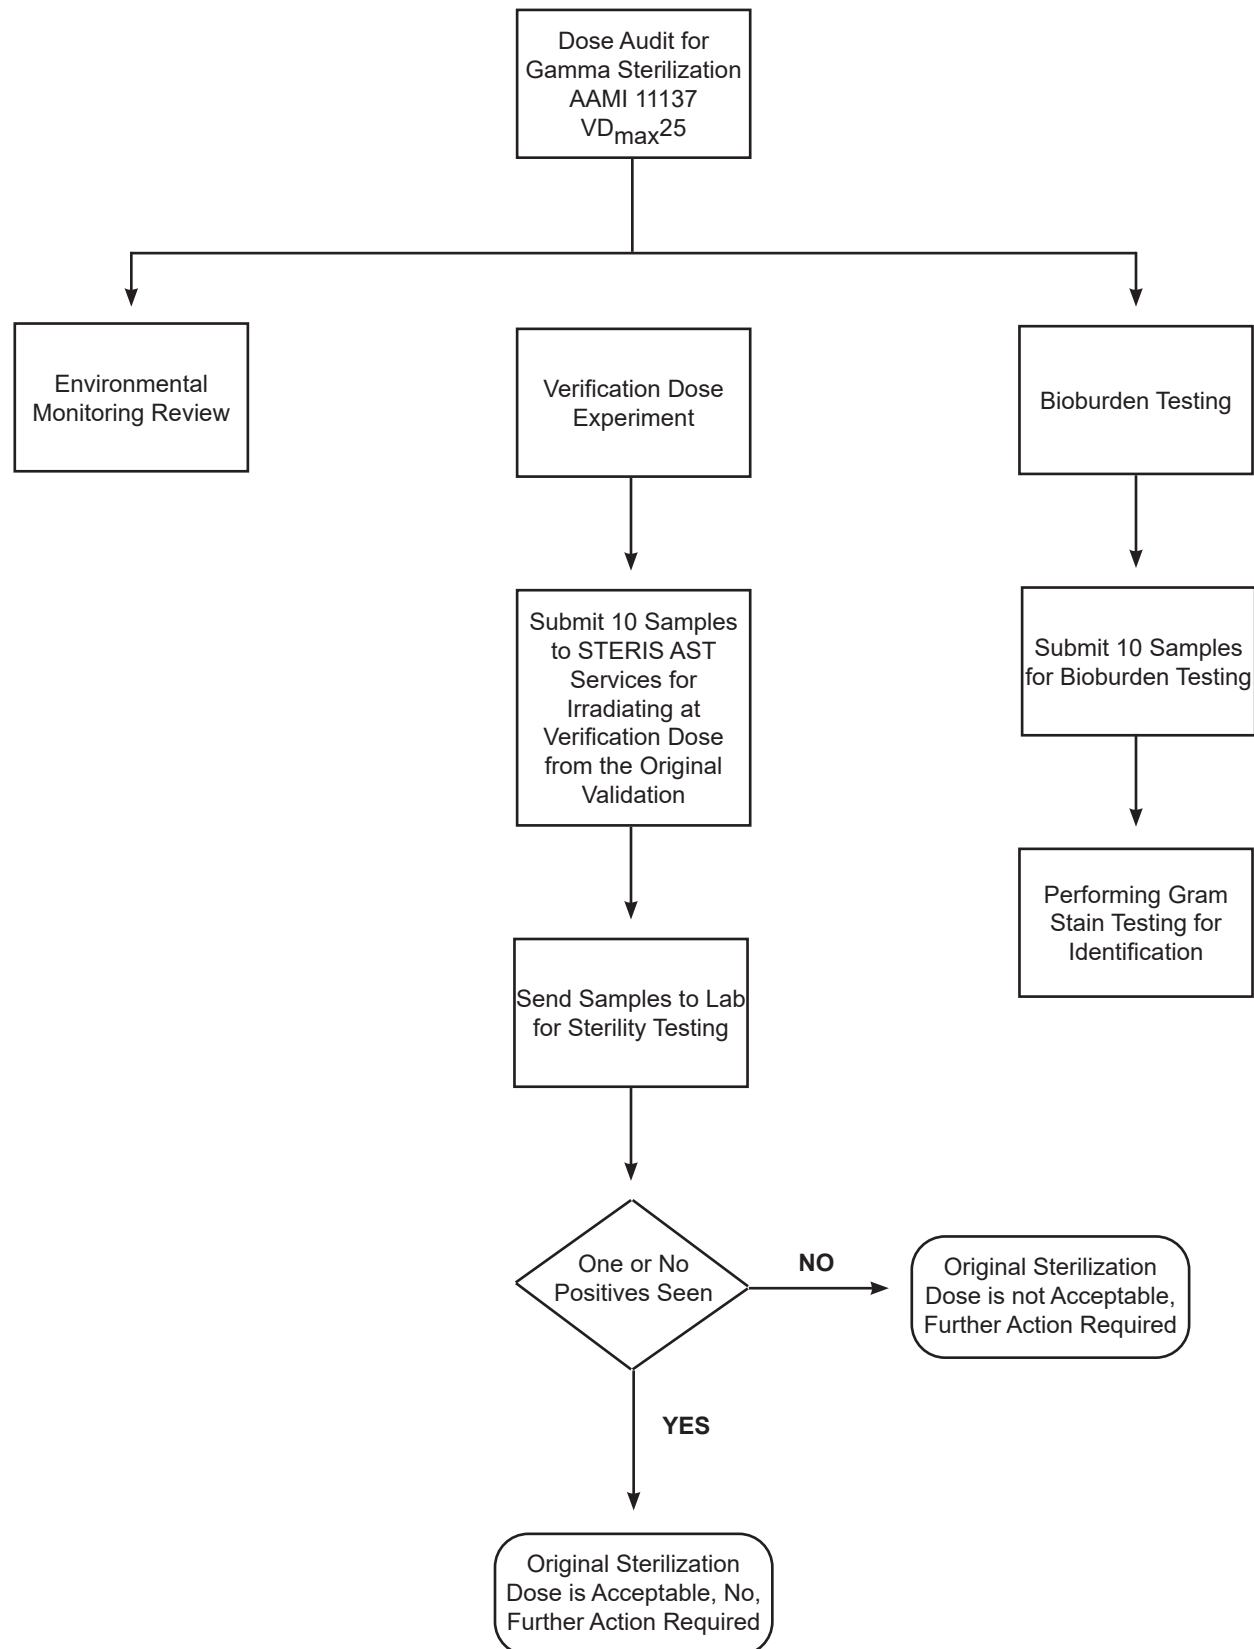 Dose Audit for
Gamma Sterilization
AAMI 11137
VDmax25
Environmental
Monitoring Review
Verification Dose
Experiment
Bioburden Testing
Submit 10 Samples
to STERIS AST
Services for
Irradiating at
Verification Dose
from the Original
Validation
Submit 10 Samples
for Bioburden Testing
Performing Gram
Stain Testing for
Identification
Send Samples to Lab
for Sterility Testing
One or No
Positives Seen
NO
Original Sterilization
Dose is not Acceptable,
Further Action Required
YES
Original Sterilization
Dose is Acceptable, No,
Further Action Required